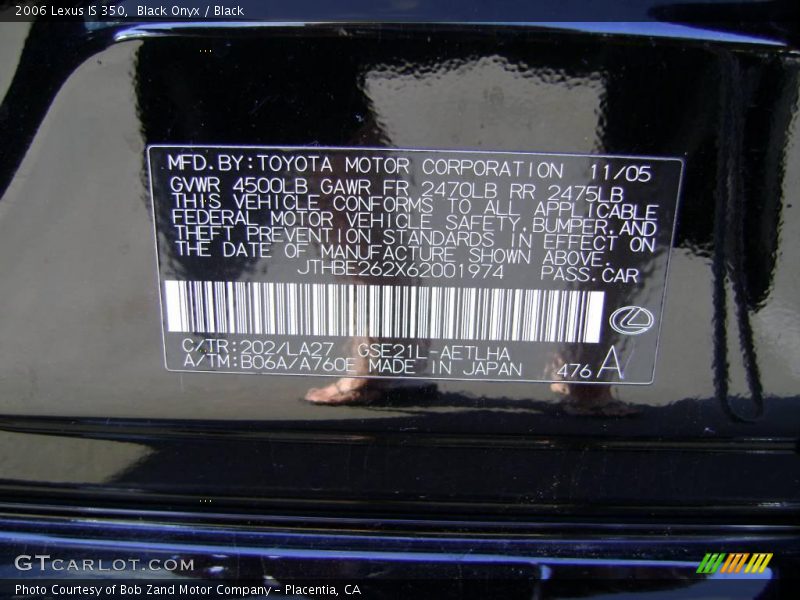 2006 Lexus IS 350,  Black Onyx / Black
MFD.BY:TOYOTA MOTOR CORPORATION 11/05
GVWR 4500LB GAWR FR 2470LB RR 2475LB
THIS VEHICLE CONFORMS TO ALL APPLICABLE
FEDERAL MOTOR VEHICLE SAFETY,BUMPER,AND
THEFT PREVENTION STANDARDS IN EFFECT ON
THE DATE OF MANUFACTURE SHOWN ABOVE.
JTHBE262X62001974 PASS.CAR
C/TR:202/LA27 GSE21L-AETLHA
A/TM:B06A/A760E MADE IN JAPAN 476 A
GTCARLOT.COM
Photo Courtesy of Bob Zand Motor Company - Placentia, CA